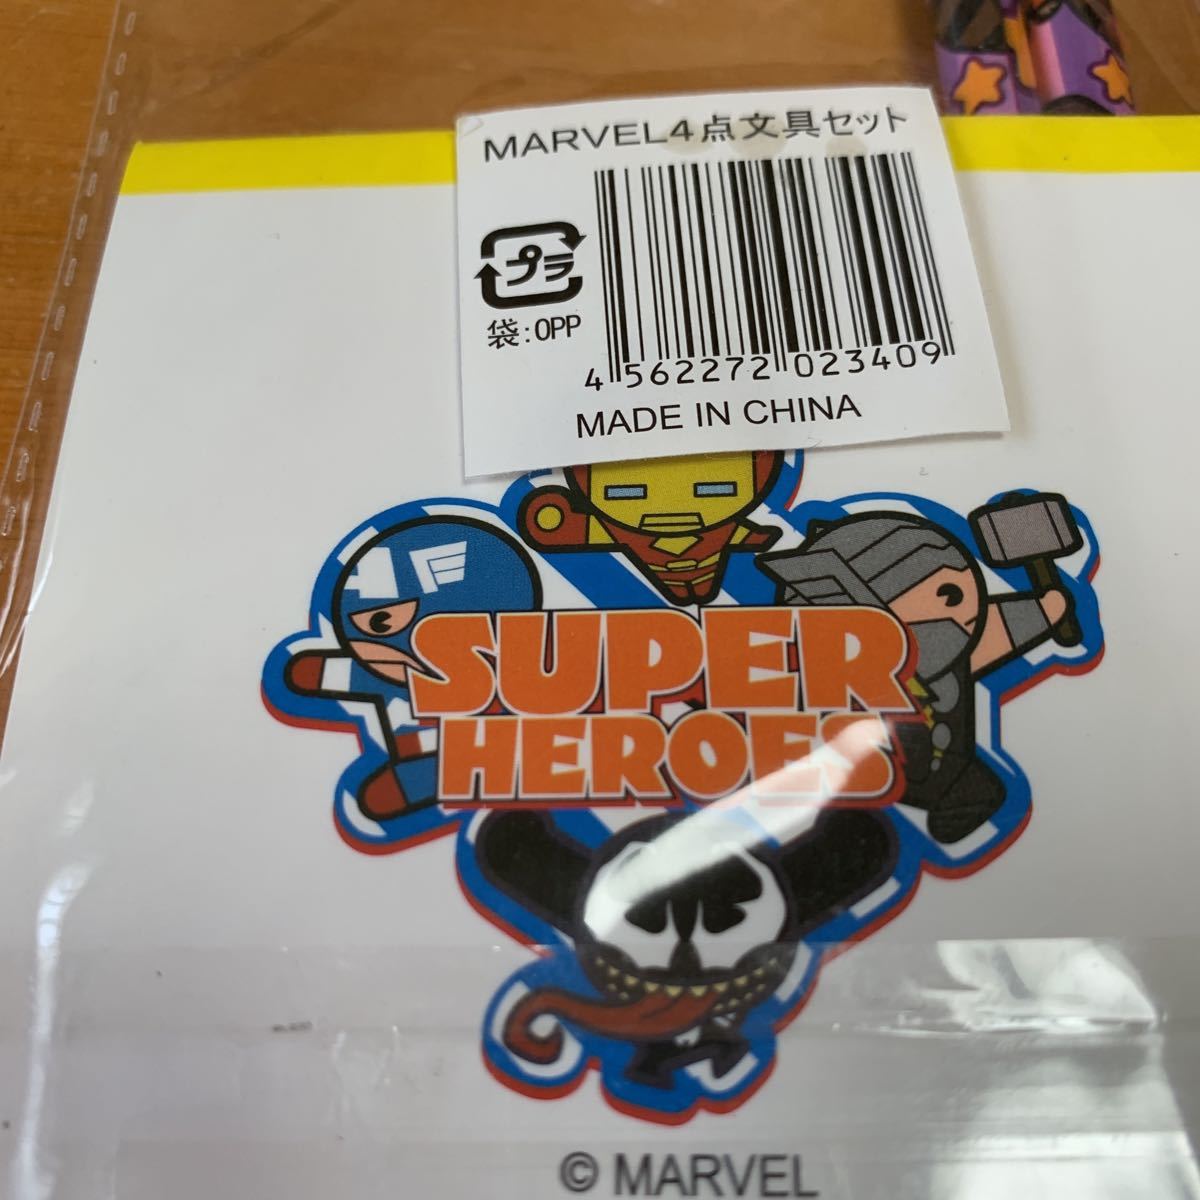 MARVEL4点文具セット
プラ
袋:OPP
4 562272 023409
MADE IN CHINA
SUPER
HEROES
© MARVEL